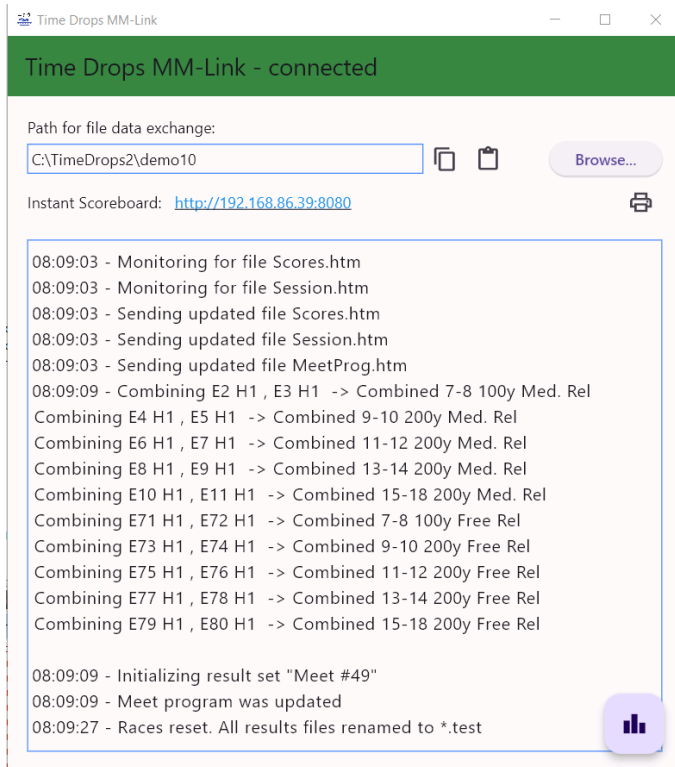 Time Drops MM-Link
Time Drops MM-Link - connected
Path for file data exchange:
C:\TimeDrops2\demo10
Browse...
Instant Scoreboard: http://192.168.86.39:8080
08:09:03 - Monitoring for file Scores.htm
08:09:03 - Monitoring for file Session.htm
08:09:03 - Sending updated file Scores.htm
08:09:03 - Sending updated file Session.htm
08:09:03 - Sending updated file MeetProg.htm
08:09:09 - Combining E2 H1 , E3 H1 -> Combined 7-8 100y Med. Rel
Combining E4 H1 , E5 H1 -> Combined 9-10 200y Med. Rel
Combining E6 H1 , E7 H1 -> Combined 11-12 200y Med. Rel
Combining E8 H1 , E9 H1 -> Combined 13-14 200y Med. Rel
Combining E10 H1 , E11 H1 -> Combined 15-18 200y Med. Rel
Combining E71 H1 , E72 H1 -> Combined 7-8 100y Free Rel
Combining E73 H1 , E74 H1 -> Combined 9-10 200y Free Rel
Combining E75 H1 , E76 H1 -> Combined 11-12 200y Free Rel
Combining E77 H1 , E78 H1 -> Combined 13-14 200y Free Rel
Combining E79 H1 , E80 H1 -> Combined 15-18 200y Free Rel
08:09:09 - Initializing result set "Meet #49"
08:09:09 - Meet program was updated
08:09:27 - Races reset. All results files renamed to *.test